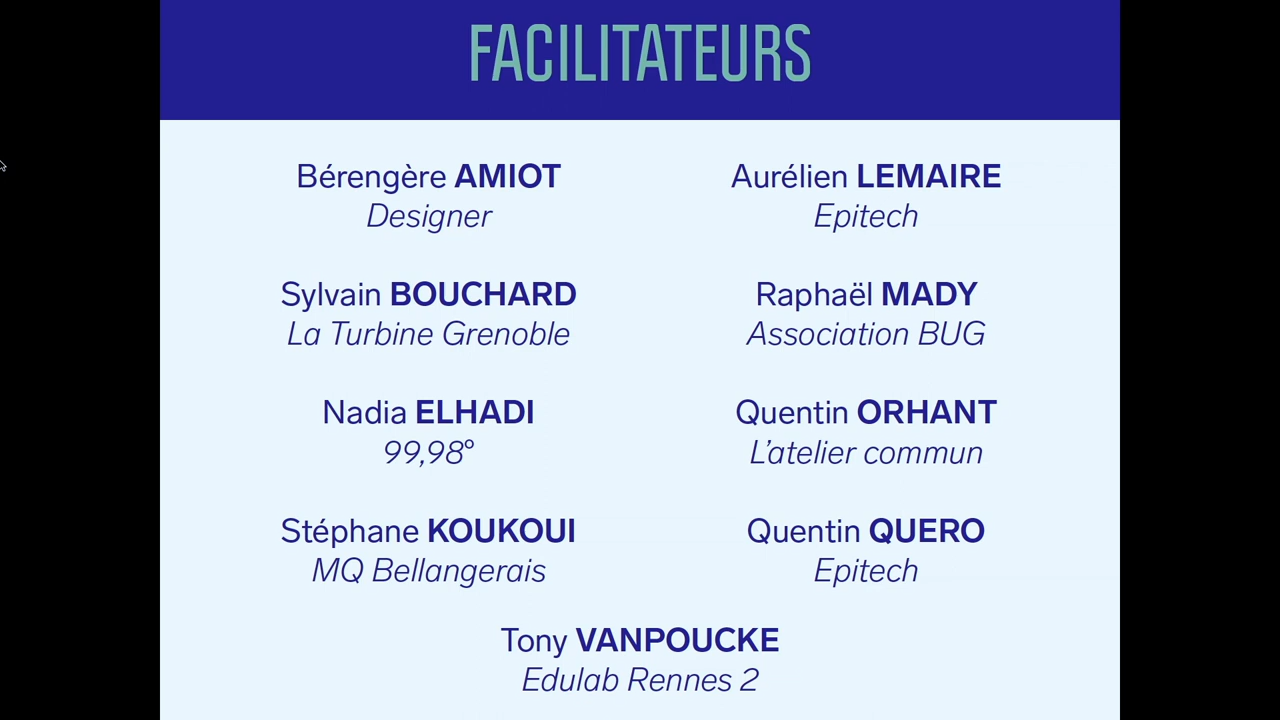 FACILITATEURS
Bérengère AMIOT
Designer
Aurélien LEMAIRE
Epitech
Sylvain BOUCHARD
La Turbine Grenoble
Raphaël MADY
Association BUG
Nadia ELHADI
99,98°
Quentin ORHANT
L’atelier commun
Stéphane KOUKOUI
MQ Bellangerais
Quentin QUERO
Epitech
Tony VANPOUCKE
Edulab Rennes 2